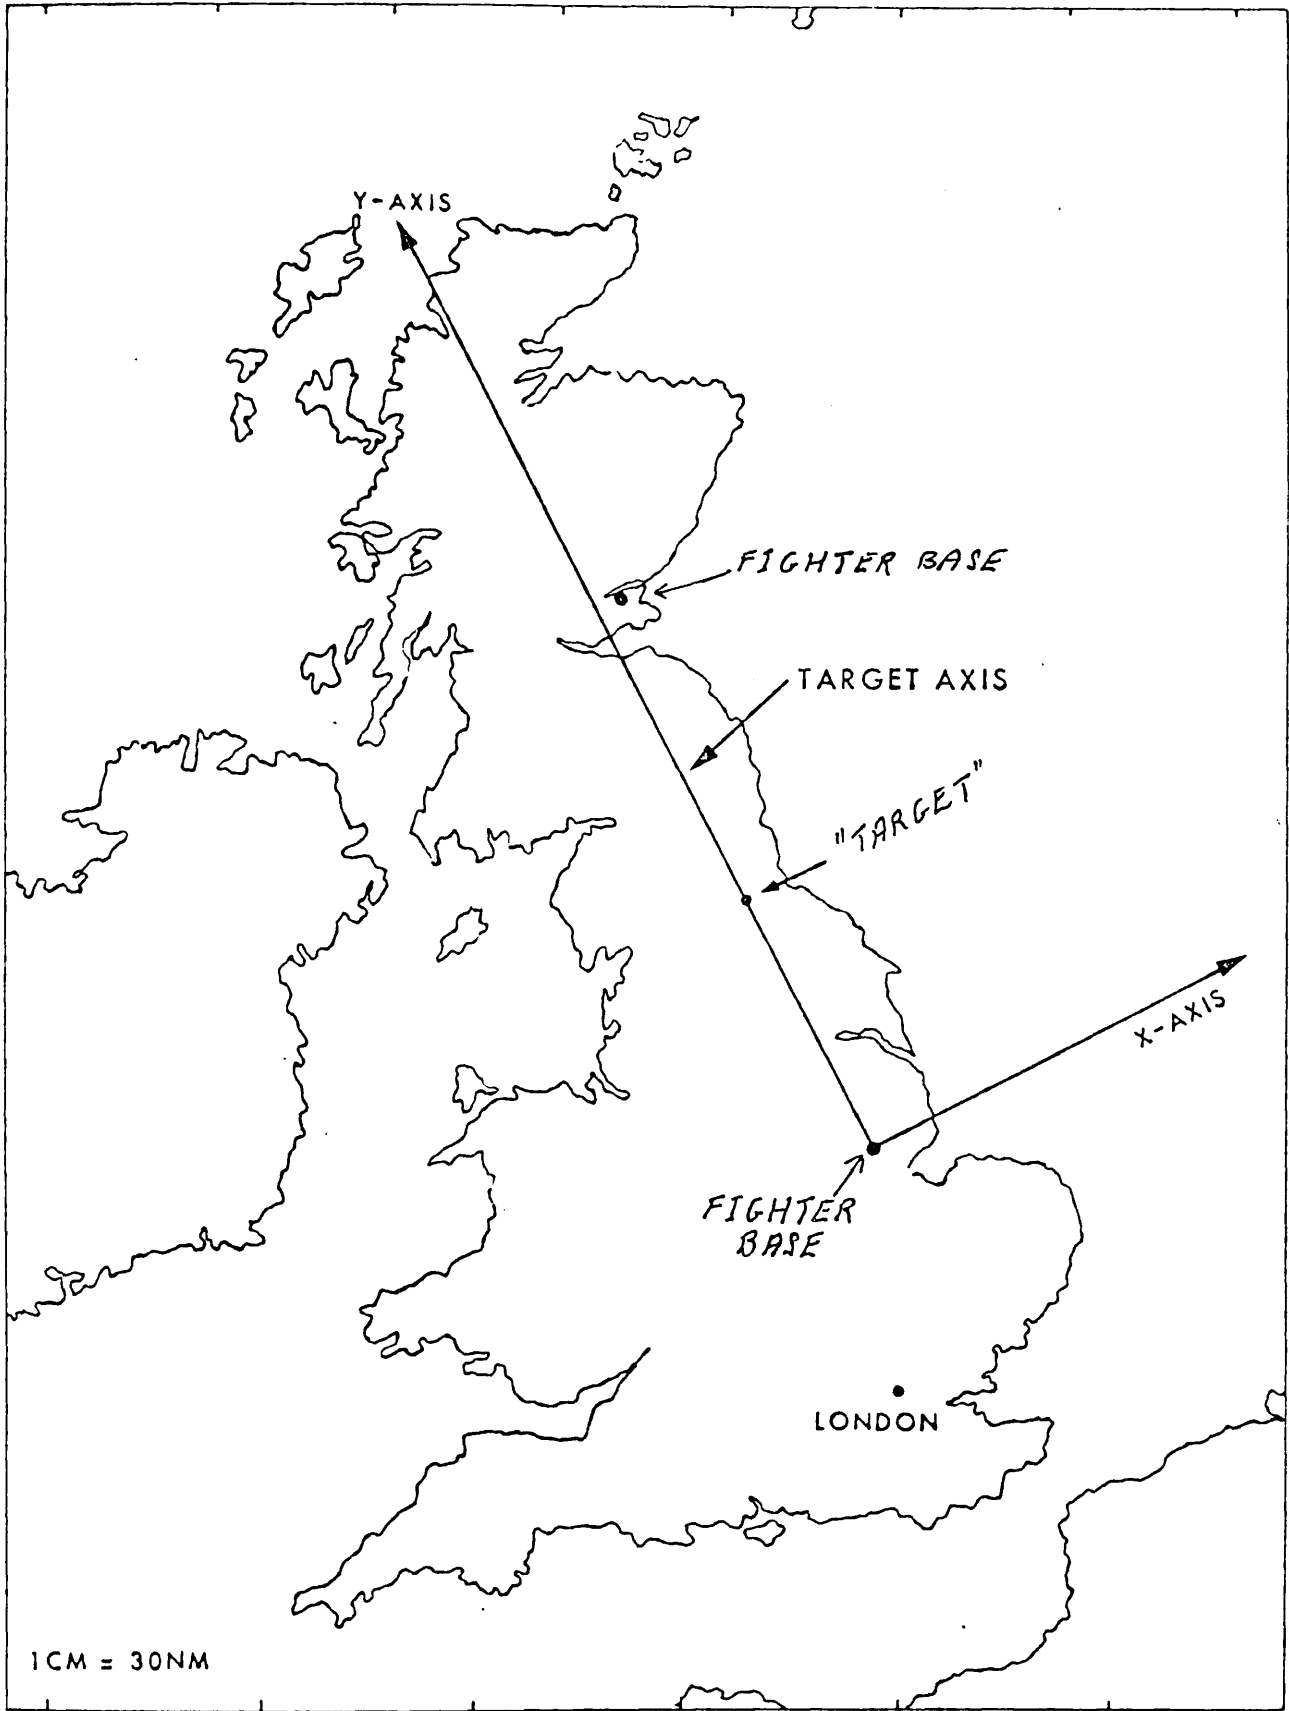 Y-AXIS
FIGHTER BASE
TARGET AXIS
"TARGET"
X-AXIS
FIGHTER
BASE
LONDON
1CM = 30NM